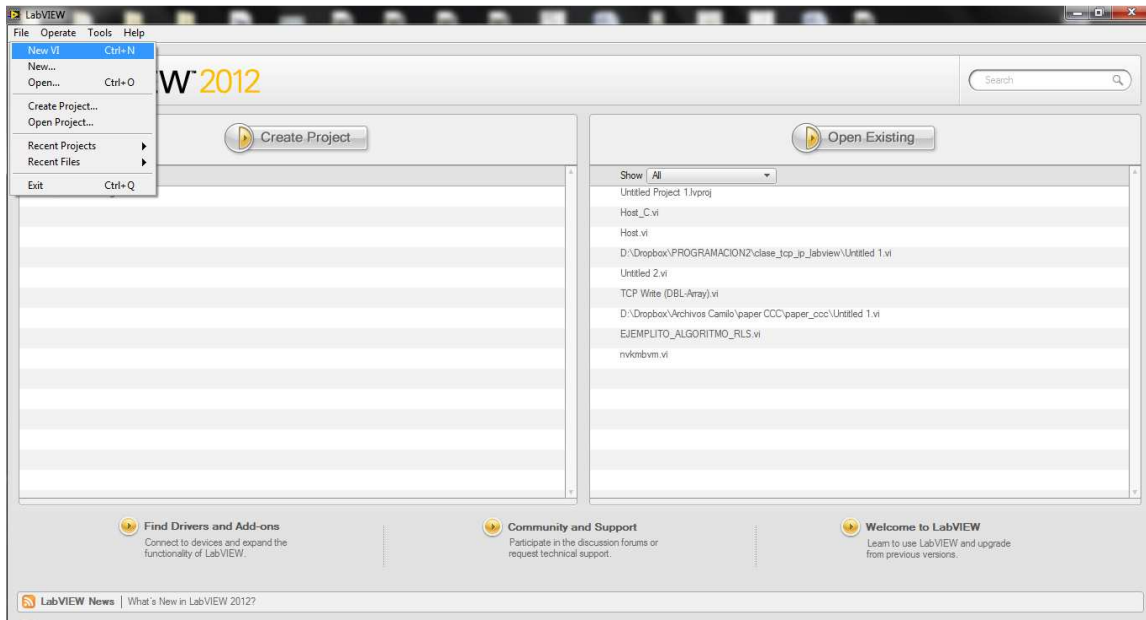 LabVIEW
File Operate Tools Help
New VI Ctrl+N
New...
Open... Ctrl+O
Create Project...
Open Project...
Recent Projects
Recent Files
Exit Ctrl+Q
W™ 2012
Search
Create Project
Open Existing
Show All
Untitled Project 1.lvproj
Host_C.vi
Host.vi
D:\Dropbox\PROGRAMACION2\clase_tcp_ip_labview\Untitled 1.vi
Untitled 2.vi
TCP Write (DBL-Array).vi
D:\Dropbox\Archivos Camilo\paper CCC\paper_ccc\Untitled 1.vi
EJEMPLITO_ALGORITMO_RLS.vi
nvkmbvm.vi
Find Drivers and Add-ons
Connect to devices and expand the
functionality of LabVIEW.
Community and Support
Participate in the discussion forums or
request technical support.
Welcome to LabVIEW
Learn to use LabVIEW and upgrade
from previous versions.
LabVIEW News | What's New in LabVIEW 2012?